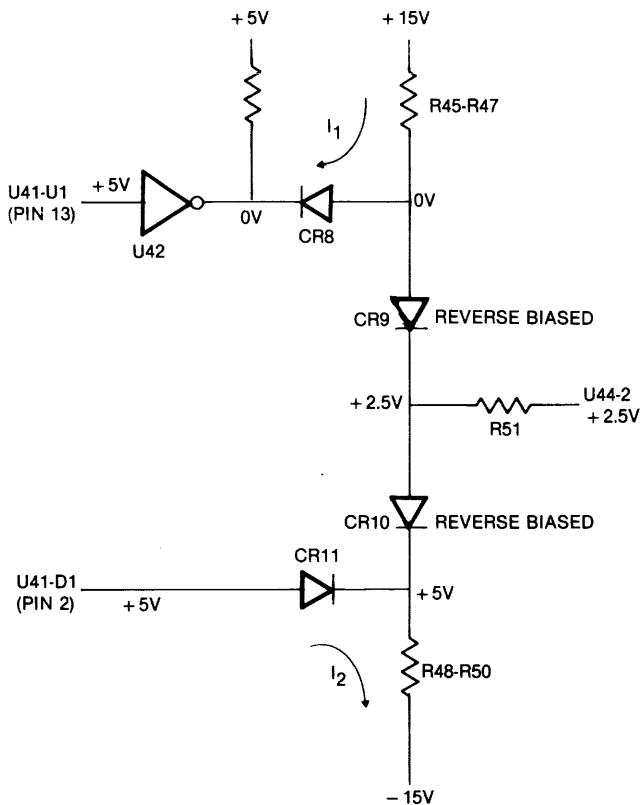 +5V
+15V
R45-R47
I1
U41-U1
(PIN 13)
+5V
U42
0V
CR8
0V
CR9
REVERSE BIASED
+2.5V
R51
U44-2
+2.5V
CR10
REVERSE BIASED
CR11
U41-D1
(PIN 2)
+5V
+5V
I2
R48-R50
−15V